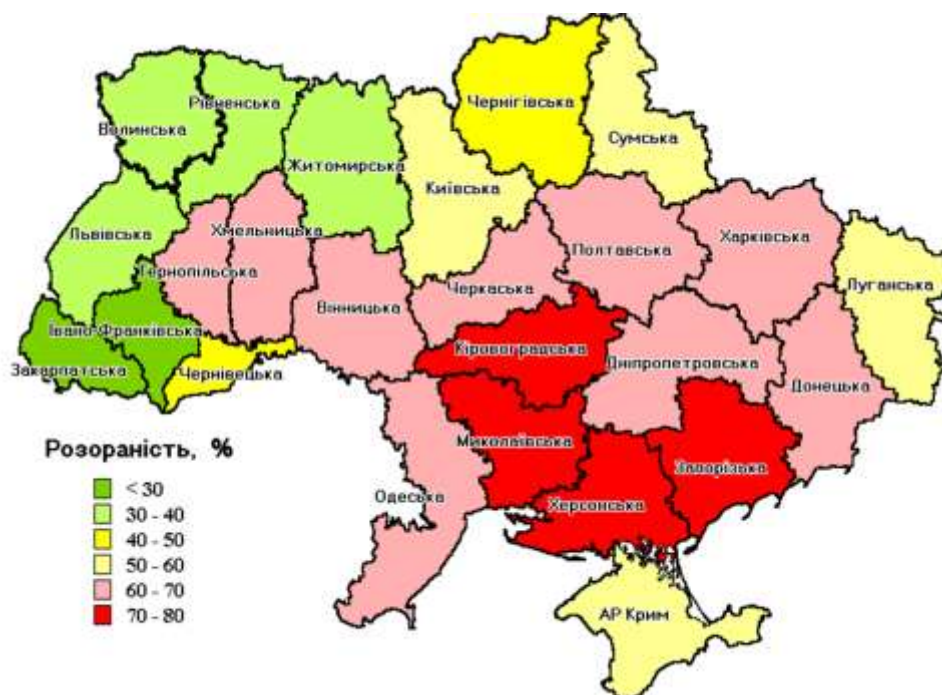 Чернігівська
Рівненська
Волинська
Сумська
Житомирська
Київська
Львівська
Хмельницька
Тернопільська
Полтавська
Харківська
Луганська
Черкаська
Вінницька
Івано-Франківська
Закарпатська
Чернівецька
Кіровоградська
Дніпропетровська
Донецька
Миколаївська
Запорізька
Одеська
Херсонська
АР Крим
Розораність, %
< 30
30 - 40
40 - 50
50 - 60
60 - 70
70 - 80